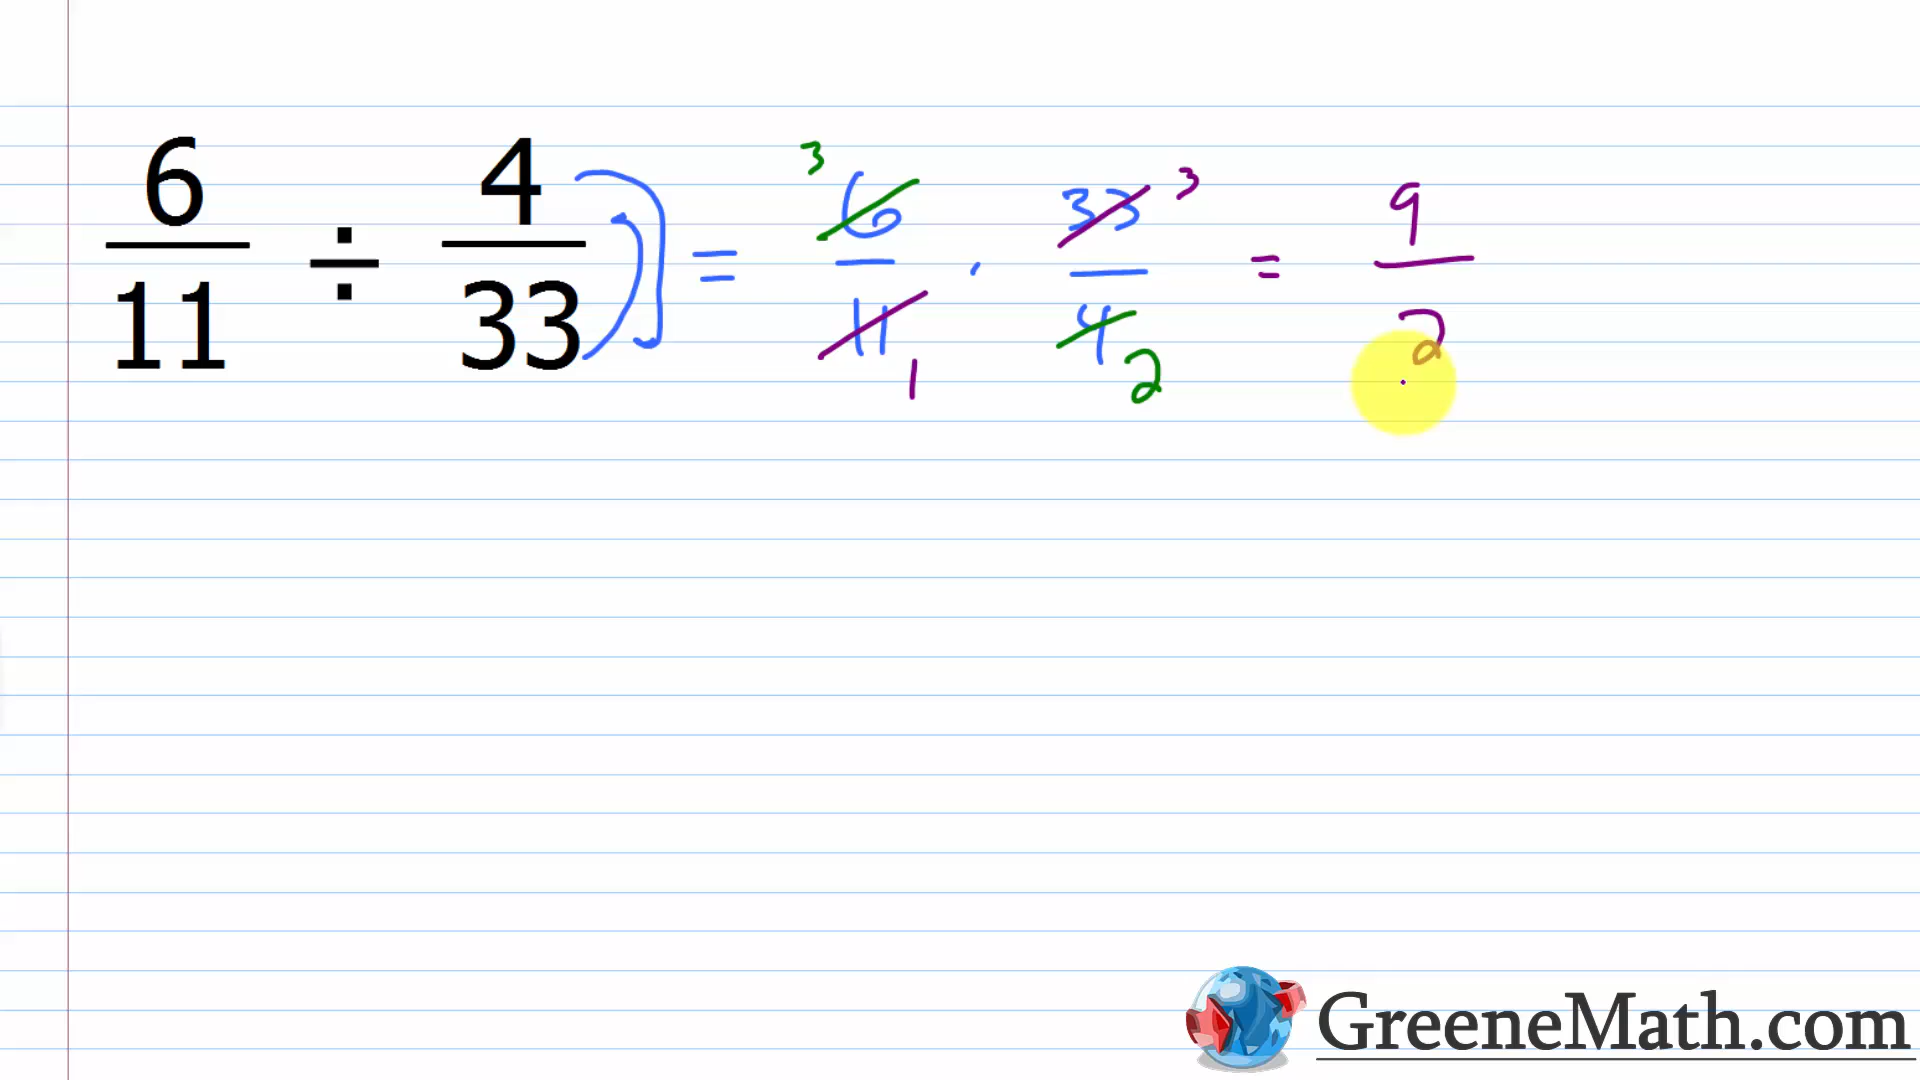 6/11 ÷ 4/33 = 3 6/11 1 · 33/4 3 2 = 9/2
GreeneMath.com